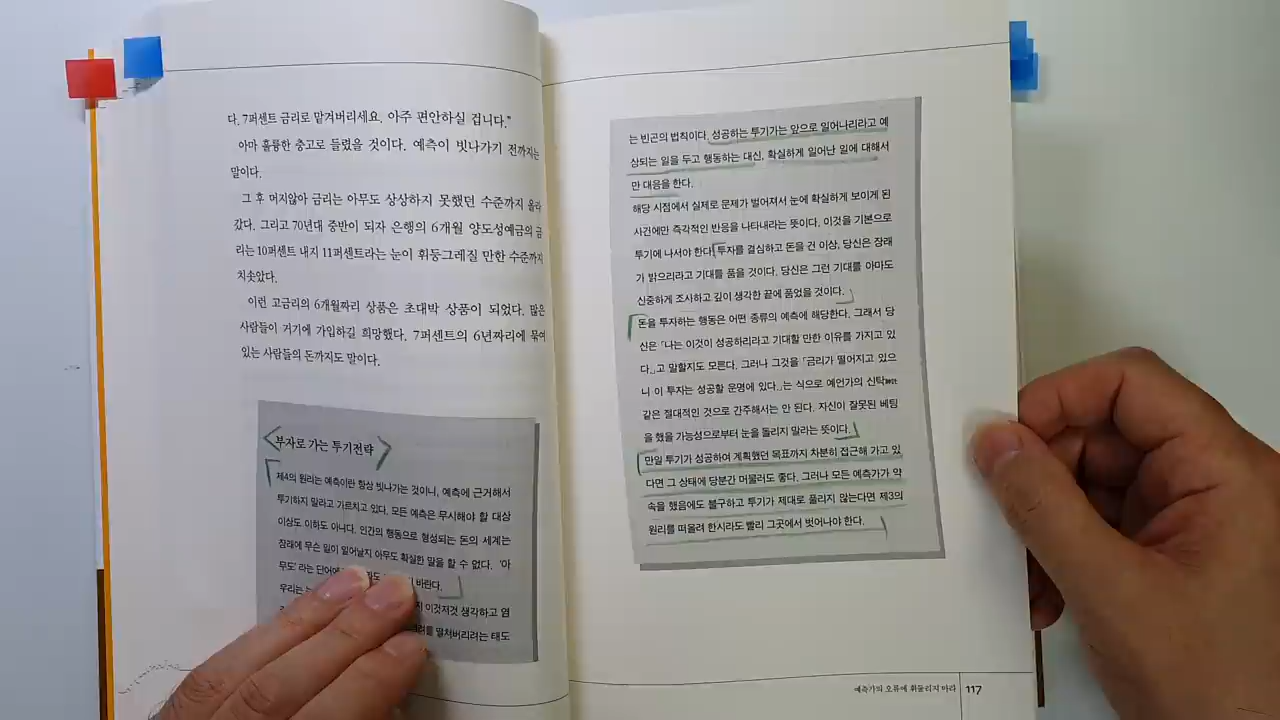 다. 7퍼센트 금리로 맡겨버리세요. 아주 편안하실 겁니다."
아마 훌륭한 충고로 들렸을 것이다. 예측이 빗나가기 전까지는
말이다.
그 후 머지않아 금리는 아무도 상상하지 못했던 수준까지 올라
갔다. 그리고 70년대 중반이 되자 은행의 6개월 양도성예금의 금
리는 10퍼센트 내지 11퍼센트라는 눈이 휘둥그레질 만한 수준까지
치솟았다.
이런 고금리의 6개월짜리 상품은 초대박 상품이 되었다. 많은
사람들이 거기에 가입하길 희망했다. 7퍼센트의 6년짜리에 묶여
있는 사람들의 돈까지도 말이다.
부자로 가는 투기전략
제4의 원리는 예측이란 항상 빗나가는 것이니, 예측에 근거해서
투기하지 말라고 가르치고 있다. 모든 예측은 무시해야 할 대상
이상도 이하도 아니다. 인간의 행동으로 형성되는 돈의 세계는
장래에 무슨 일이 일어날지 아무도 확실한 말을 할 수 없다. '아
무도' 라는 단어에 바란다.
우리는 이것저것 생각하고 염
떨쳐버리려는 태도
는 빈곤의 법칙이다. 성공하는 투기가는 앞으로 일어나리라고 예
상되는 일을 두고 행동하는 대신, 확실하게 일어난 일에 대해서
만 대응을 한다.
해당 시점에서 실제로 문제가 벌어져서 눈에 확실하게 보이게 된
사건에만 즉각적인 반응을 나타내라는 뜻이다. 이것을 기본으로
투기에 나서야 한다. 투자를 결심하고 돈을 건 이상, 당신은 장래
가 밝으리라고 기대를 품을 것이다. 당신은 그런 기대를 아마도
신중하게 조사하고 깊이 생각한 끝에 품었을 것이다.
돈을 투자하는 행동은 어떤 종류의 예측에 해당한다. 그래서 당
신은 「나는 이것이 성공하리라고 기대할 만한 이유를 가지고 있
다.」고 말할지도 모른다. 그러나 그것을 「금리가 떨어지고 있으
니 이 투자는 성공할 운명에 있다.」는 식으로 예언가의 신탁神託
같은 절대적인 것으로 간주해서는 안 된다. 자신이 잘못된 베팅
을 했을 가능성으로부터 눈을 돌리지 말라는 뜻이다.
만일 투기가 성공하여 계획했던 목표까지 차분히 접근해 가고 있
다면 그 상태에 당분간 머물러도 좋다. 그러나 모든 예측가가 약
속을 했음에도 불구하고 투기가 제대로 풀리지 않는다면 제3의
원리를 떠올려 한시라도 빨리 그곳에서 벗어나야 한다.
예측가의 오류에 휘둘리지 마라 117